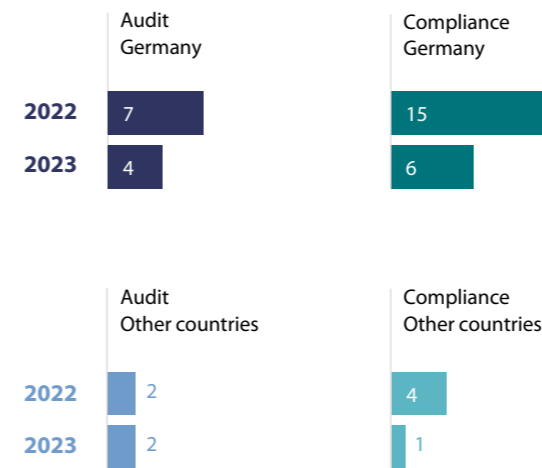 Audit
Germany
Compliance
Germany
2022
7
15
2023
4
6
Audit
Other countries
Compliance
Other countries
2022
2
4
2023
2
1